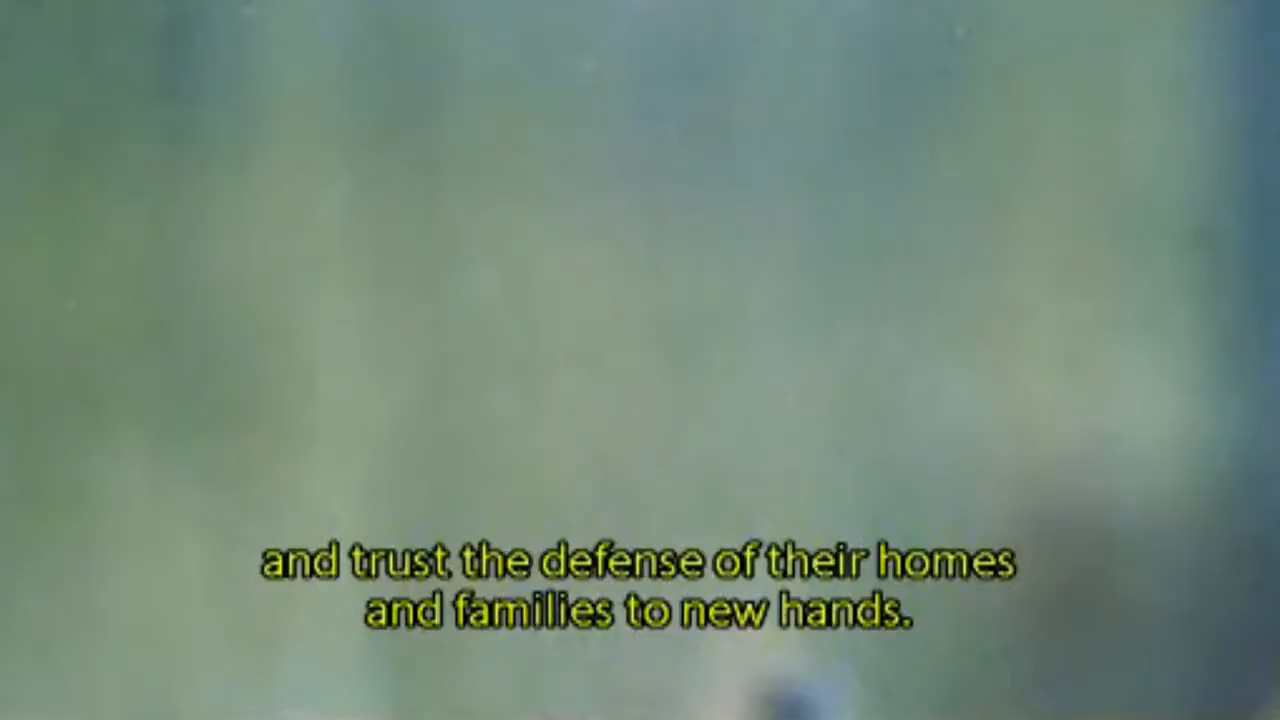 and trust the defense of their homes
and families to new hands.